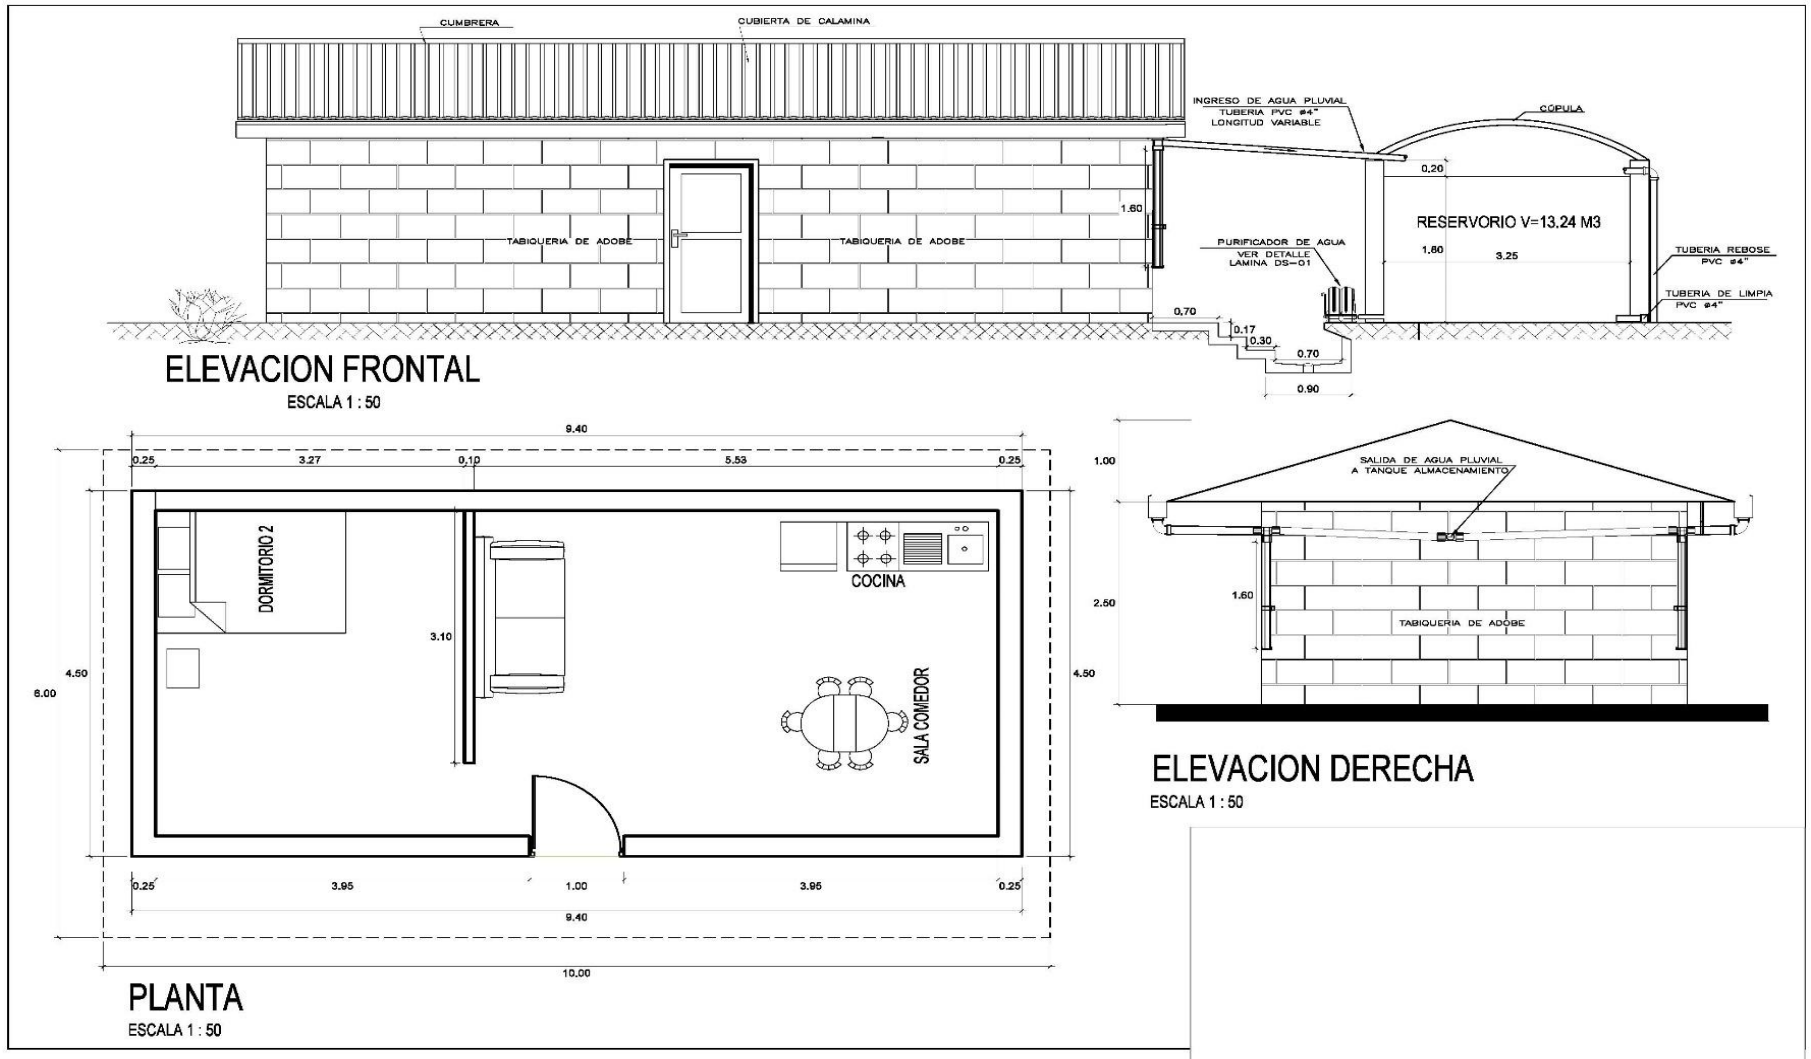 CUMBRERA
CUBIERTA DE CALAMINA
INGRESO DE AGUA PLUVIAL
TUBERIA PVC ø4"
LONGITUD VARIABLE
CÓPULA
0.20
1.60
RESERVORIO V=13.24 M3
TABIQUERIA DE ADOBE
TABIQUERIA DE ADOBE
PURIFICADOR DE AGUA
VER DETALLE
LAMINA DS-01
1.60
3.25
TUBERIA REBOSE
PVC ø4"
TUBERIA DE LIMPIA
PVC ø4"
0.70
0.17
0.30
0.70
0.90
ELEVACION FRONTAL
ESCALA 1 : 50
9.40
0.25
3.27
0.10
5.53
0.25
DORMITORIO 2
COCINA
3.10
SALA COMEDOR
4.50
6.00
4.50
0.25
3.95
1.00
3.95
0.25
9.40
10.00
PLANTA
ESCALA 1 : 50
1.00
SALIDA DE AGUA PLUVIAL
A TANQUE ALMACENAMIENTO
2.50
1.60
TABIQUERIA DE ADOBE
ELEVACION DERECHA
ESCALA 1 : 50